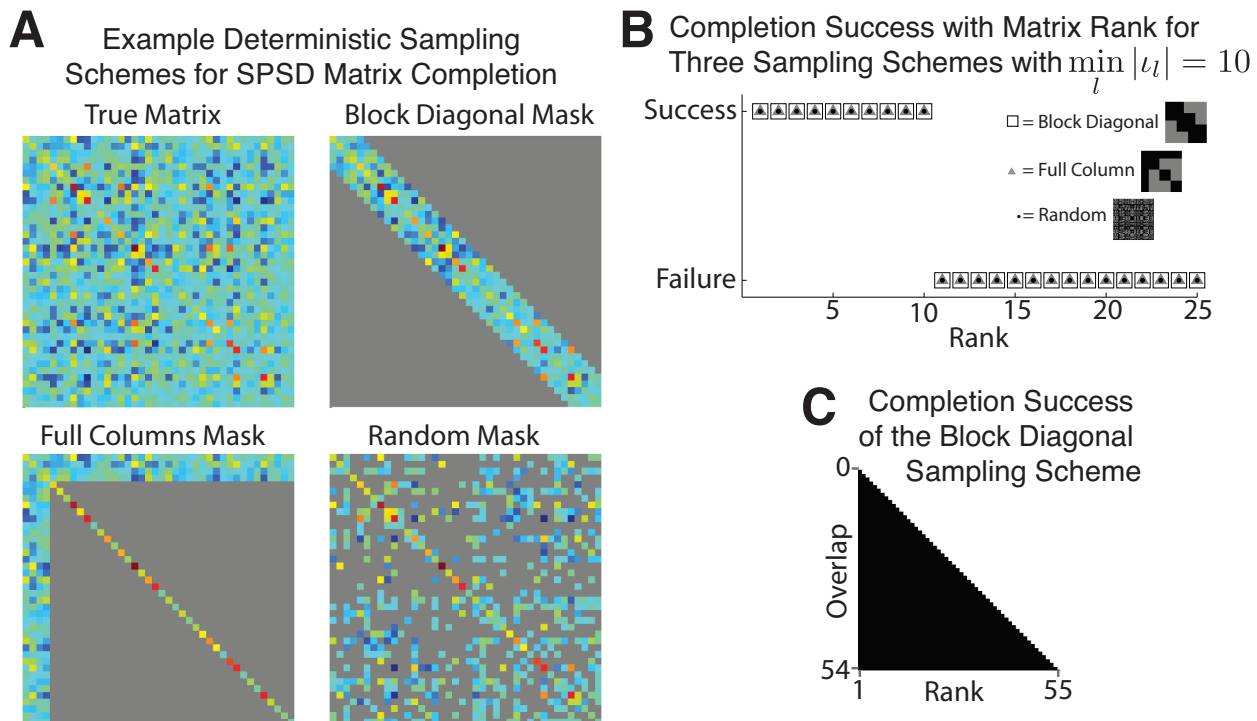 A
Example Deterministic Sampling
Schemes for SPSD Matrix Completion
True Matrix
Block Diagonal Mask
Full Columns Mask
Random Mask
B
Completion Success with Matrix Rank for
Three Sampling Schemes with min_l |ι_l| = 10
Success
= Block Diagonal
= Full Column
= Random
Failure
5
10
15
20
25
Rank
C
Completion Success
of the Block Diagonal
Sampling Scheme
0
Overlap
54
1
Rank
55